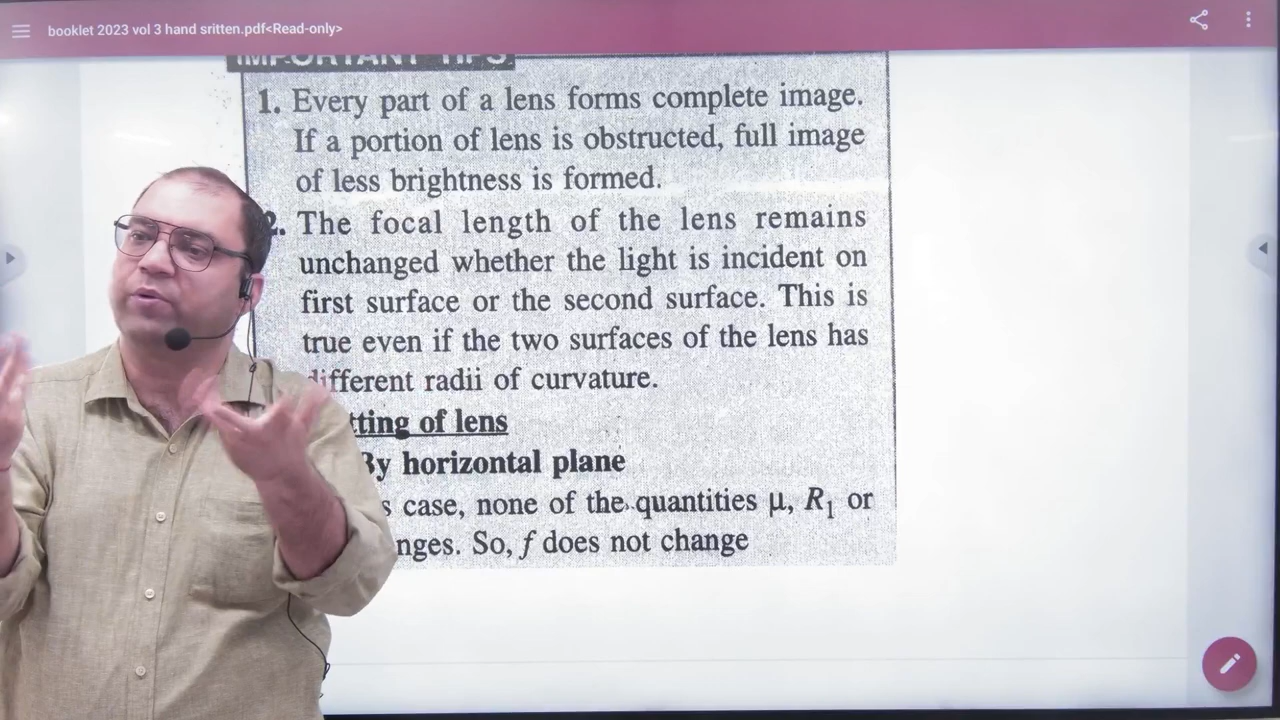 booklet 2023 vol 3 hand sritten.pdf<Read-only>
IMPORTANT TIPS
1. Every part of a lens forms complete image.
If a portion of lens is obstructed, full image
of less brightness is formed.
2. The focal length of the lens remains
unchanged whether the light is incident on
first surface or the second surface. This is
true even if the two surfaces of the lens has
different radii of curvature.
tting of lens
By horizontal plane
s case, none of the quantities μ, R₁ or
nges. So, f does not change